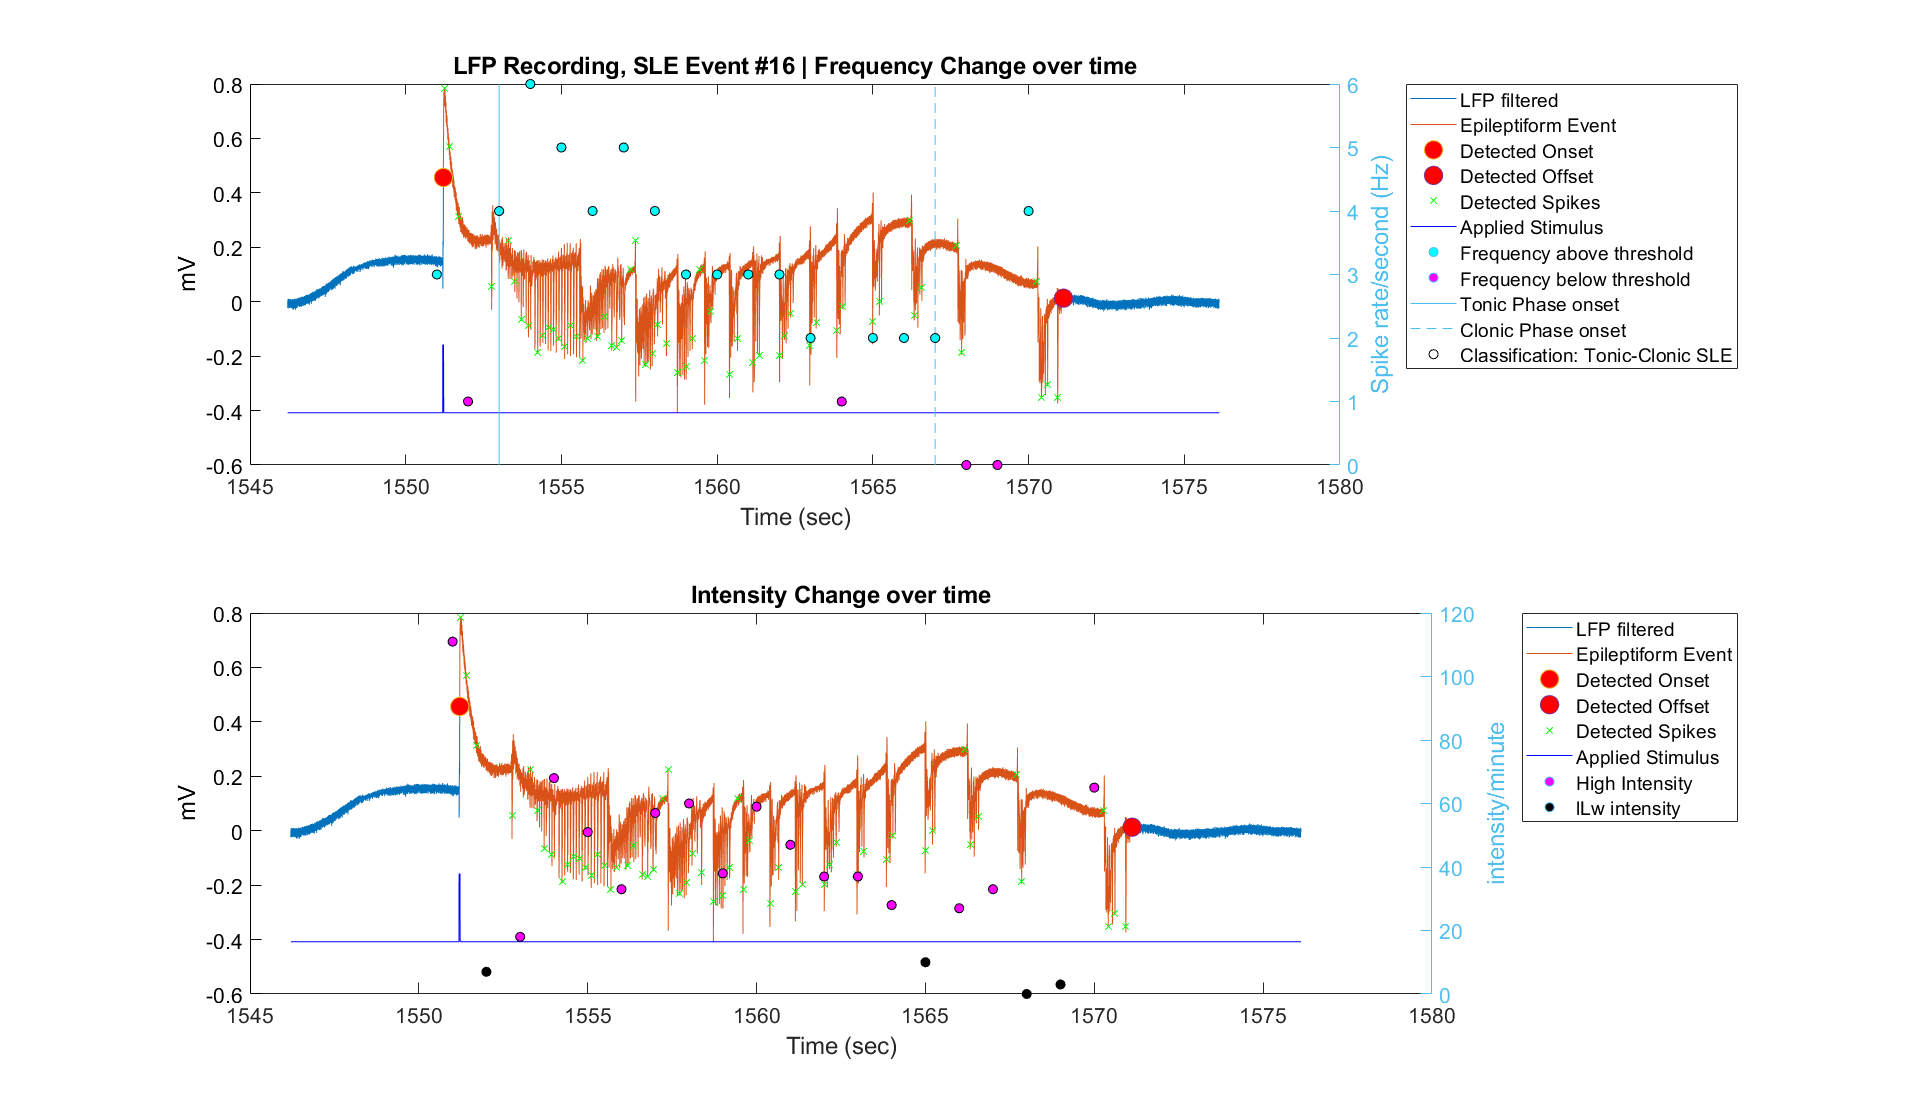 LFP Recording, SLE Event #16 | Frequency Change over time
0.8
0.6
0.4
0.2
0
-0.2
-0.4
-0.6
mV
1545
1550
1555
1560
1565
1570
1575
1580
Time (sec)
6
5
4
3
2
1
0
Spike rate/second (Hz)
LFP filtered
Epileptiform Event
Detected Onset
Detected Offset
Detected Spikes
Applied Stimulus
Frequency above threshold
Frequency below threshold
Tonic Phase onset
Clonic Phase onset
Classification: Tonic-Clonic SLE
Intensity Change over time
0.8
0.6
0.4
0.2
0
-0.2
-0.4
-0.6
mV
1545
1550
1555
1560
1565
1570
1575
1580
Time (sec)
120
100
80
60
40
20
0
intensity/minute
LFP filtered
Epileptiform Event
Detected Onset
Detected Offset
Detected Spikes
Applied Stimulus
High Intensity
lLw intensity